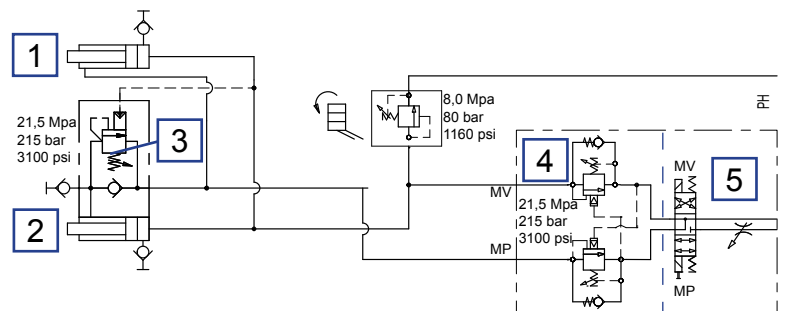 1
21,5 Mpa
215 bar
3100 psi
3
2
8,0 Mpa
80 bar
1160 psi
PH
4
MV
21,5 Mpa
215 bar
3100 psi
MP
MV
5
MP